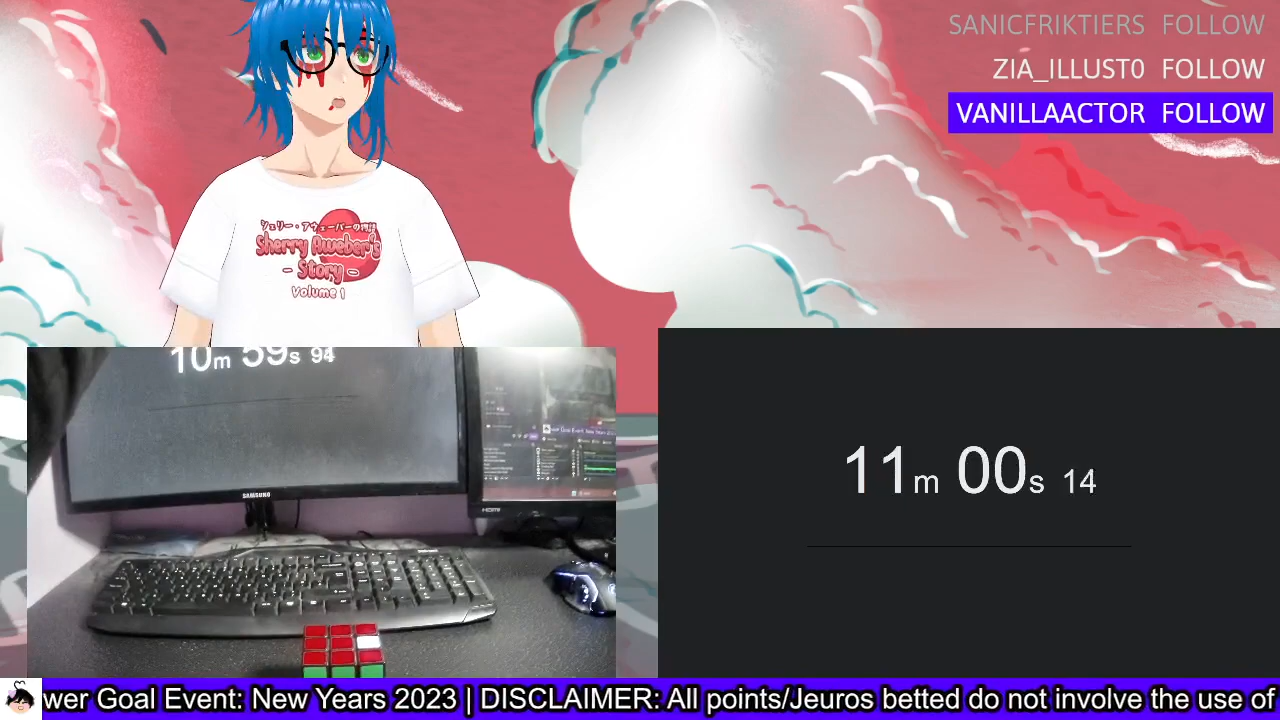 SANICFRIKTIERS FOLLOW
ZIA_ILLUST0 FOLLOW
VANILLAACTOR FOLLOW
シェリー・アウェーバーの物語
Sherry Aweber's
- Story -
Volume 1
10m 59s 94
SAMSUNG
HDMI
11m 00s 14
wer Goal Event: New Years 2023 | DISCLAIMER: All points/Jeuros betted do not involve the use of